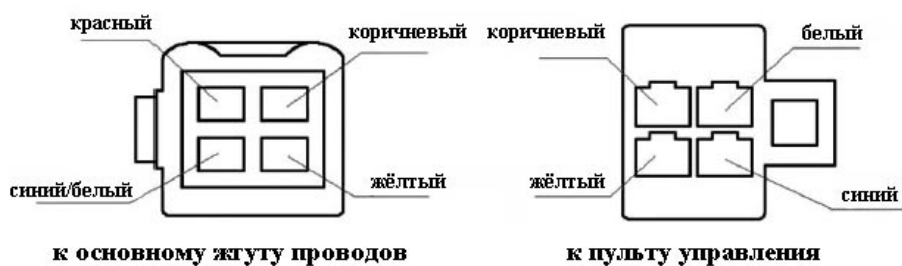 красный
коричневый
коричневый
белый
синий/белый
жёлтый
жёлтый
синий
к основному жгуту проводов
к пульту управления